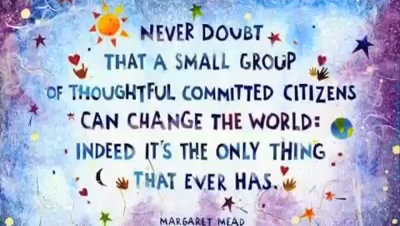 NEVER DOUBT
THAT A SMALL GROUP
OF THOUGHTFUL COMMITTED CITIZENS
CAN CHANGE THE WORLD:
INDEED IT'S THE ONLY THING
THAT EVER HAS.
MARGARET MEAD